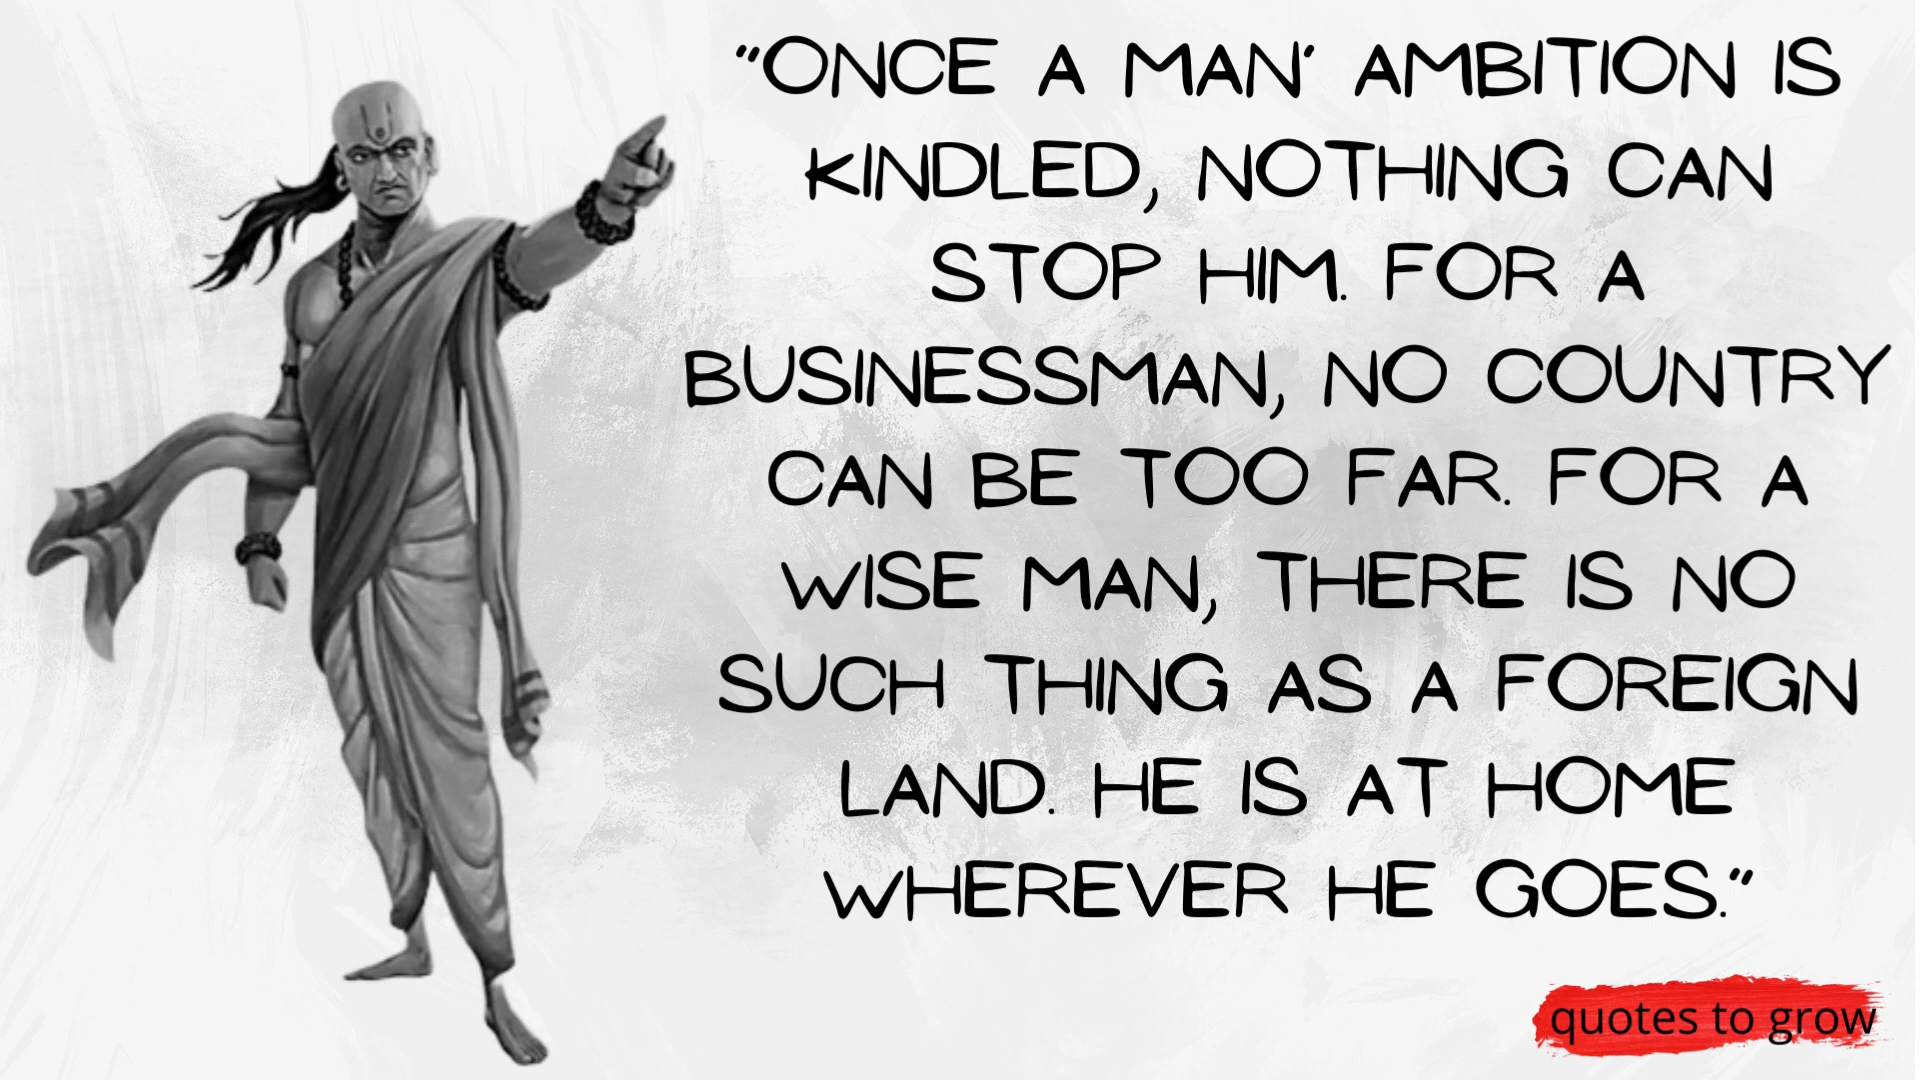 "ONCE A MAN' AMBITION IS
KINDLED, NOTHING CAN
STOP HIM. FOR A
BUSINESSMAN, NO COUNTRY
CAN BE TOO FAR. FOR A
WISE MAN, THERE IS NO
SUCH THING AS A FOREIGN
LAND. HE IS AT HOME
WHEREVER HE GOES."
quotes to grow